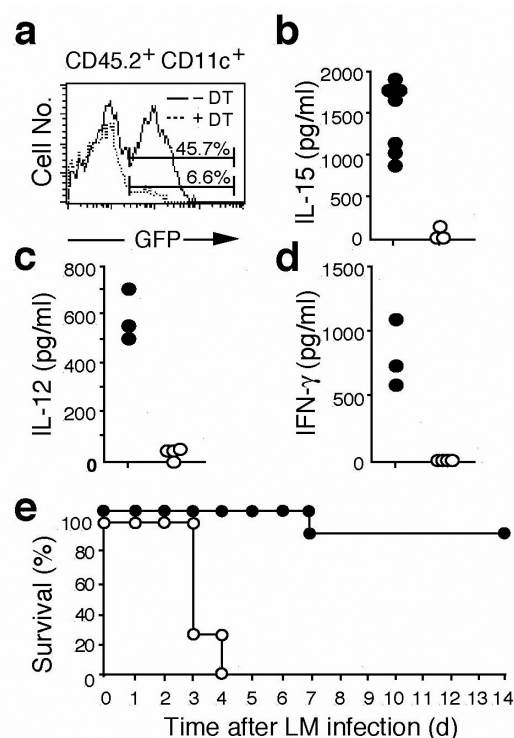 a
CD45.2+ CD11c+
Cell No.
– DT
+ DT
45.7%
6.6%
GFP
b
IL-15 (pg/ml)
2000
1500
1000
500
0
c
IL-12 (pg/ml)
800
600
400
200
0
d
IFN-γ (pg/ml)
1500
1000
500
0
e
Survival (%)
100
80
60
40
20
0
0 1 2 3 4 5 6 7 8 9 10 11 12 13 14
Time after LM infection (d)